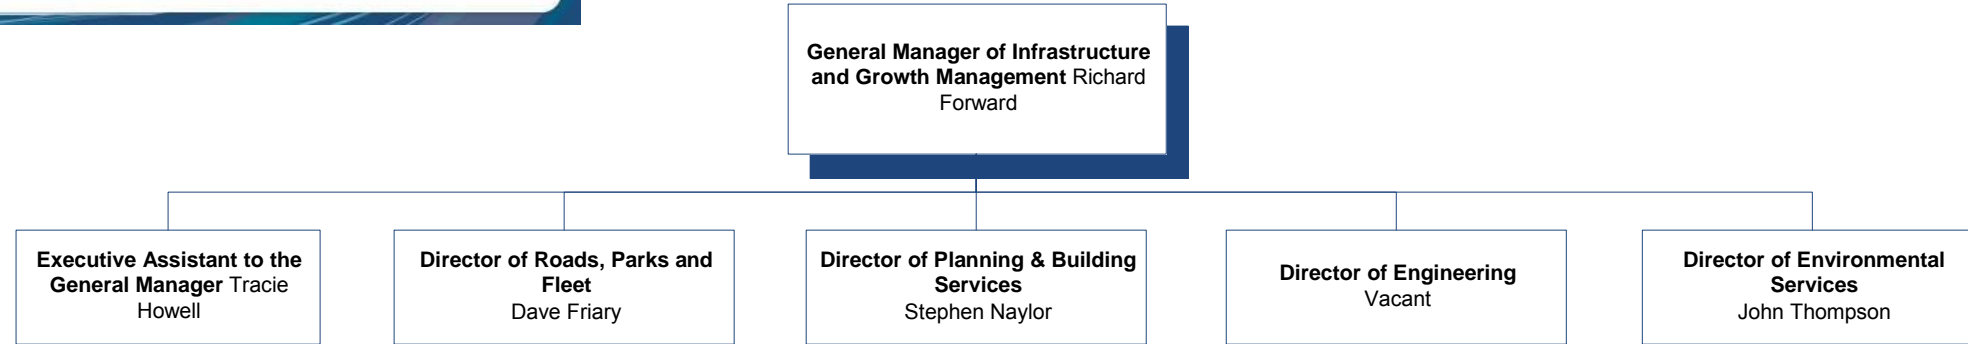 General Manager of Infrastructure
and Growth Management Richard
Forward
Executive Assistant to the
General Manager Tracie
Howell
Director of Roads, Parks and
Fleet
Dave Friary
Director of Planning & Building
Services
Stephen Naylor
Director of Engineering
Vacant
Director of Environmental
Services
John Thompson